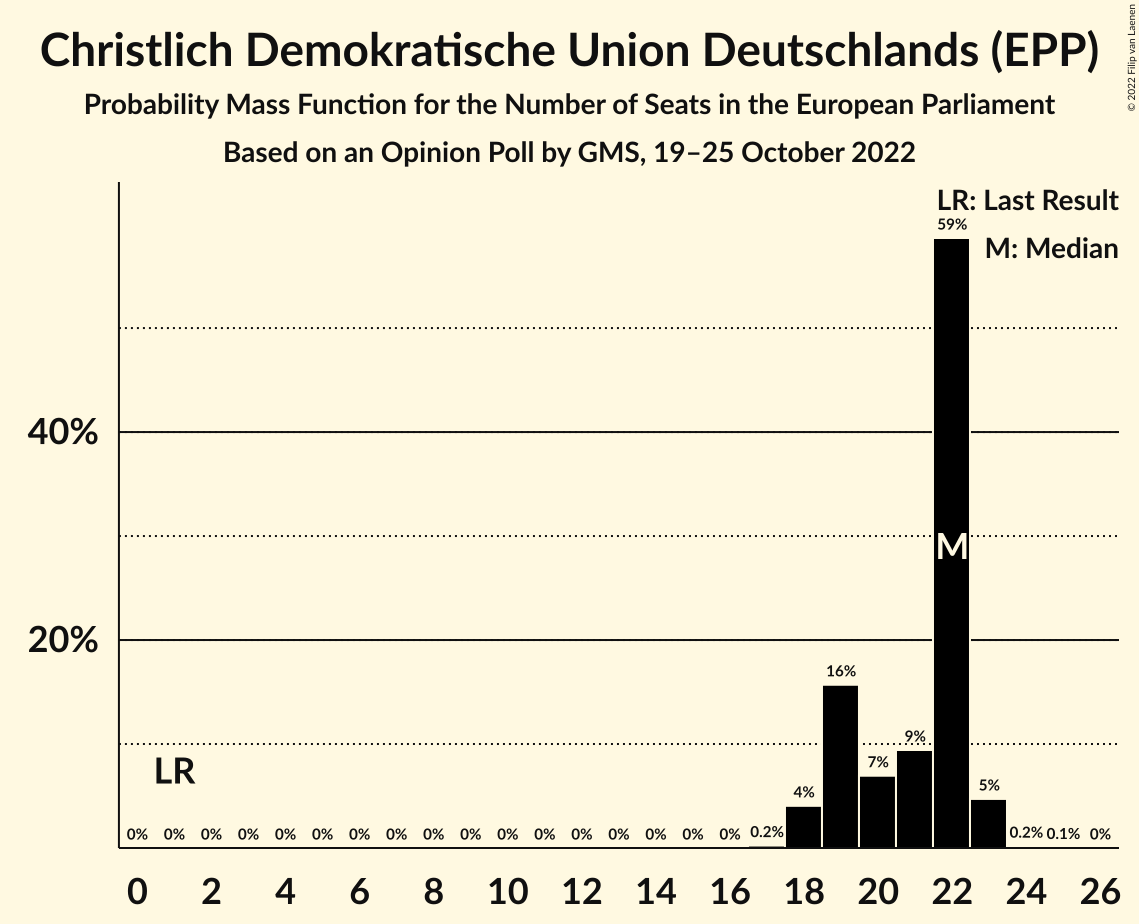 Christlich Demokratische Union Deutschlands (EPP)
Probability Mass Function for the Number of Seats in the European Parliament
Based on an Opinion Poll by GMS, 19–25 October 2022
© 2022 Filip van Laenen
LR: Last Result
59%
M: Median
40%
M
20%
16%
9%
LR
7%
4%
5%
0% 0% 0% 0% 0% 0% 0% 0% 0% 0% 0% 0% 0% 0% 0% 0% 0% 0.2% 0.2% 0.1% 0%
0 2 4 6 8 10 12 14 16 18 20 22 24 26